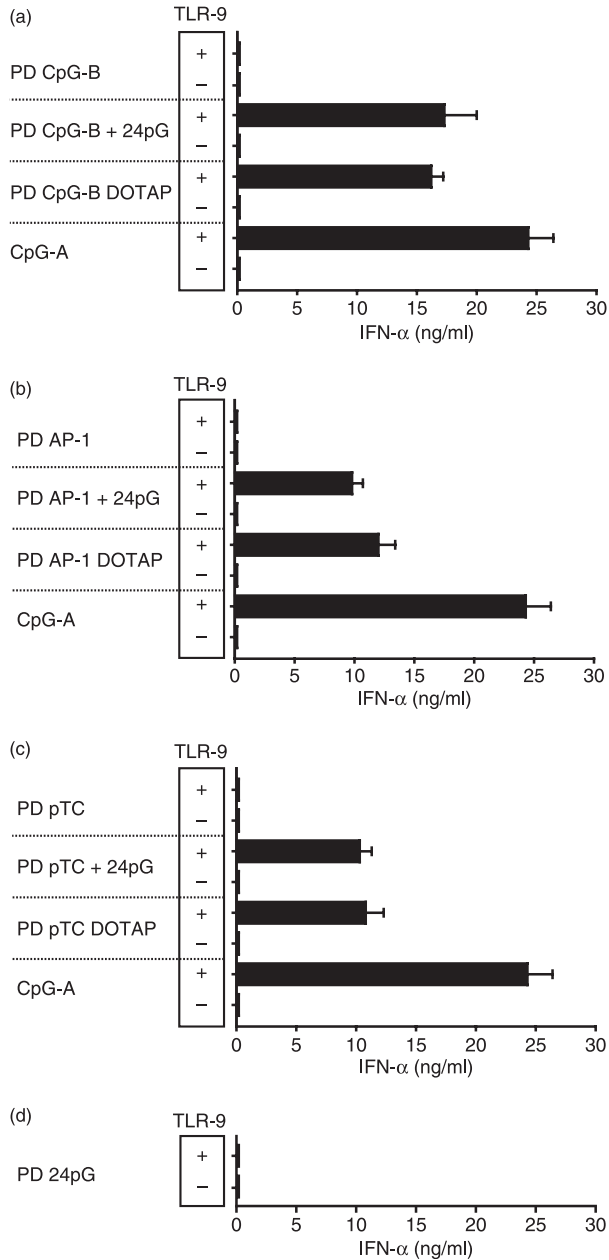 (a)
TLR-9
PD CpG-B
+
−
PD CpG-B + 24pG
+
−
PD CpG-B DOTAP
+
−
CpG-A
+
−
0 5 10 15 20 25 30
IFN-α (ng/ml)
(b)
TLR-9
PD AP-1
+
−
PD AP-1 + 24pG
+
−
PD AP-1 DOTAP
+
−
CpG-A
+
−
0 5 10 15 20 25 30
IFN-α (ng/ml)
(c)
TLR-9
PD pTC
+
−
PD pTC + 24pG
+
−
PD pTC DOTAP
+
−
CpG-A
+
−
0 5 10 15 20 25 30
IFN-α (ng/ml)
(d)
TLR-9
PD 24pG
+
−
0 5 10 15 20 25 30
IFN-α (ng/ml)